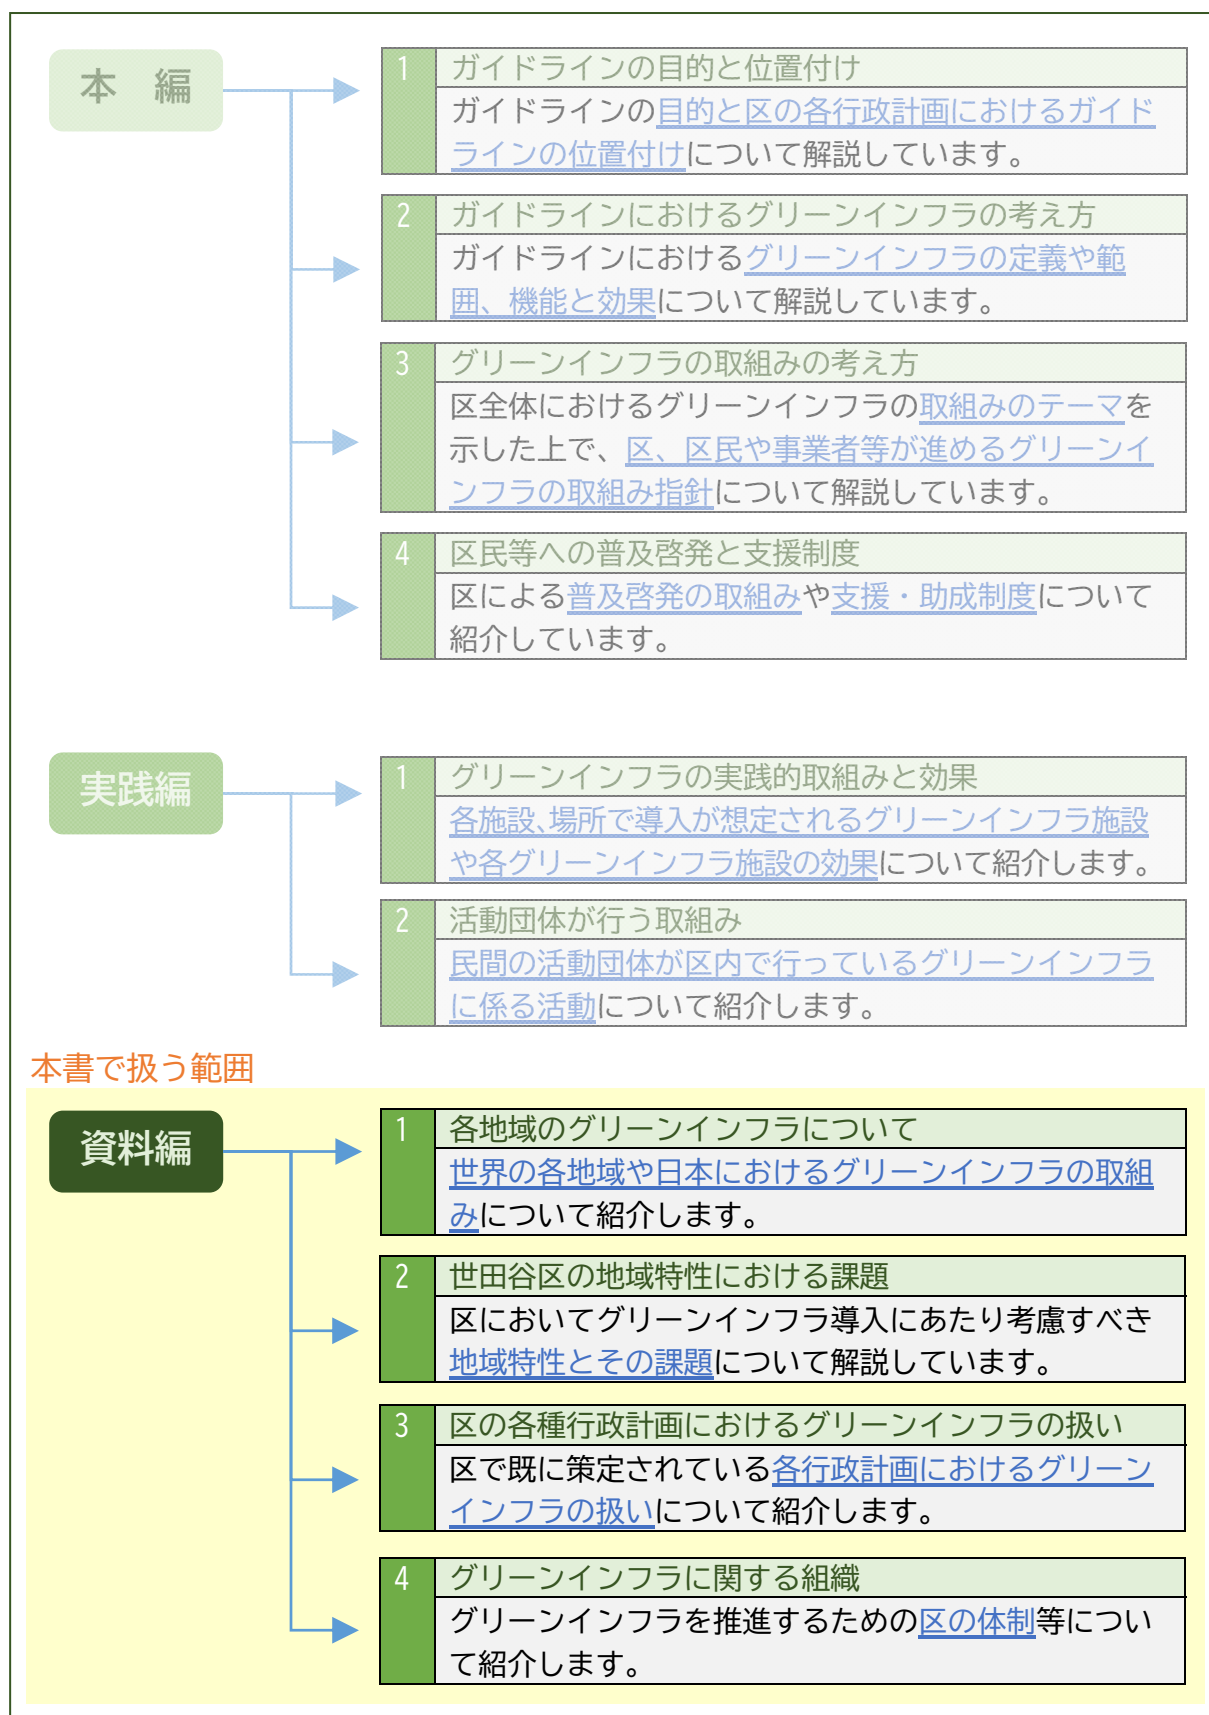 本　編
1 ガイドラインの目的と位置付け
ガイドラインの目的と区の各行政計画におけるガイド
ラインの位置付けについて解説しています。
2 ガイドラインにおけるグリーンインフラの考え方
ガイドラインにおけるグリーンインフラの定義や範
囲、機能と効果について解説しています。
3 グリーンインフラの取組みの考え方
区全体におけるグリーンインフラの取組みのテーマを
示した上で、区、区民や事業者等が進めるグリーンイ
ンフラの取組み指針について解説しています。
4 区民等への普及啓発と支援制度
区による普及啓発の取組みや支援・助成制度について
紹介しています。
実践編
1 グリーンインフラの実践的取組みと効果
各施設、場所で導入が想定されるグリーンインフラ施設
や各グリーンインフラ施設の効果について紹介します。
2 活動団体が行う取組み
民間の活動団体が区内で行っているグリーンインフラ
に係る活動について紹介します。
本書で扱う範囲
資料編
1 各地域のグリーンインフラについて
世界の各地域や日本におけるグリーンインフラの取組
みについて紹介します。
2 世田谷区の地域特性における課題
区においてグリーンインフラ導入にあたり考慮すべき
地域特性とその課題について解説しています。
3 区の各種行政計画におけるグリーンインフラの扱い
区で既に策定されている各行政計画におけるグリーン
インフラの扱いについて紹介します。
4 グリーンインフラに関する組織
グリーンインフラを推進するための区の体制等につい
て紹介します。